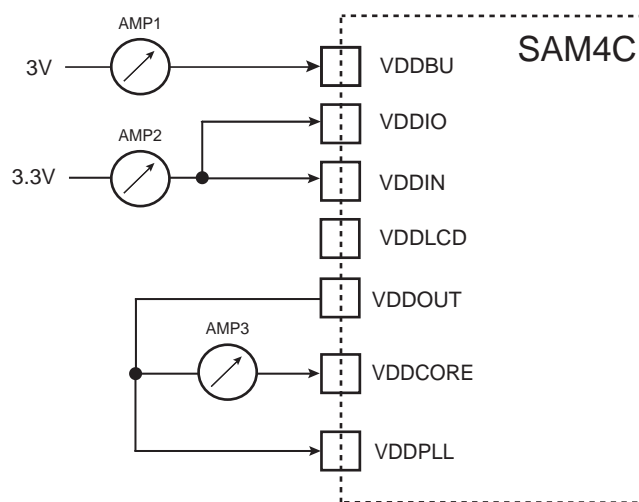 AMP1
SAM4C
3V
VDDBU
VDDIO
AMP2
3.3V
VDDIN
VDDLCD
VDDOUT
AMP3
VDDCORE
VDDPLL